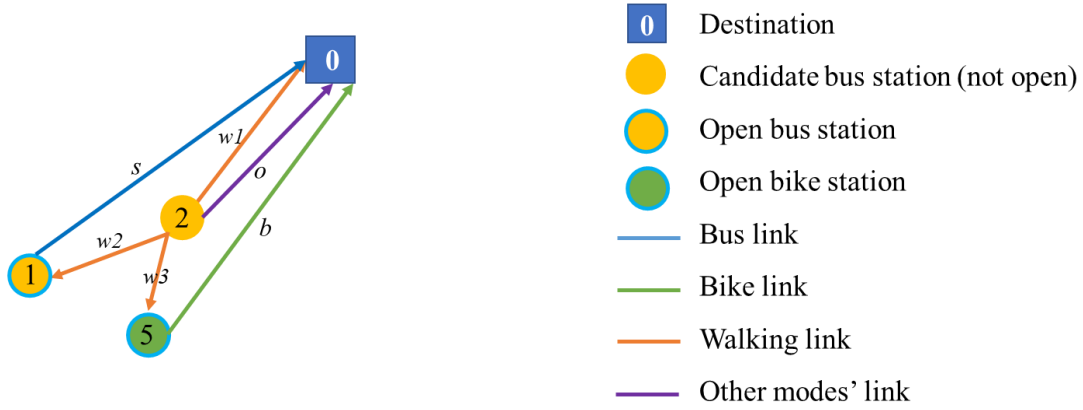 0
w1
s
o
2
b
w2
1
w3
5
0 Destination
Candidate bus station (not open)
Open bus station
Open bike station
Bus link
Bike link
Walking link
Other modes' link